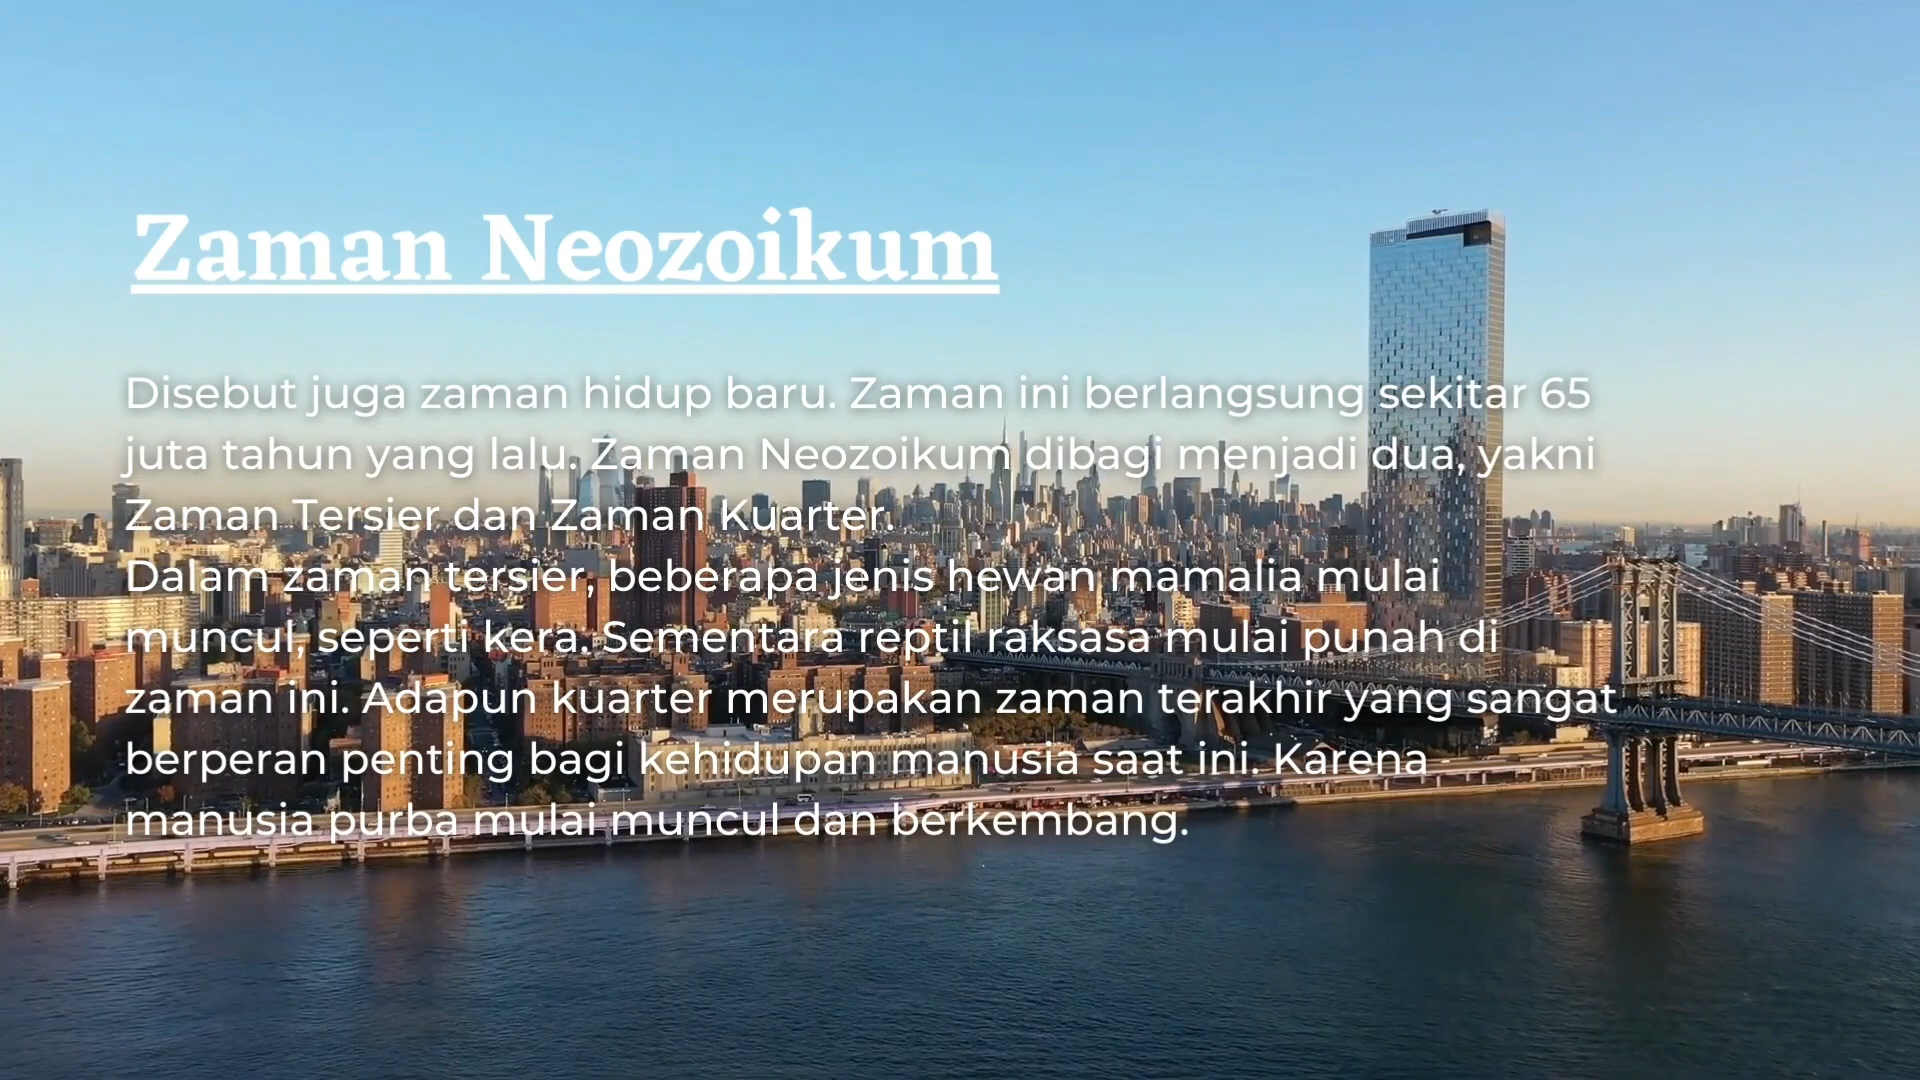 Zaman Neozoikum
Disebut juga zaman hidup baru. Zaman ini berlangsung sekitar 65
juta tahun yang lalu. Zaman Neozoikum dibagi menjadi dua, yakni
Zaman Tersier dan Zaman Kuarter.
Dalam zaman tersier, beberapa jenis hewan mamalia mulai
muncul, seperti kera. Sementara reptil raksasa mulai punah di
zaman ini. Adapun kuarter merupakan zaman terakhir yang sangat
berperan penting bagi kehidupan manusia saat ini. Karena
manusia purba mulai muncul dan berkembang.